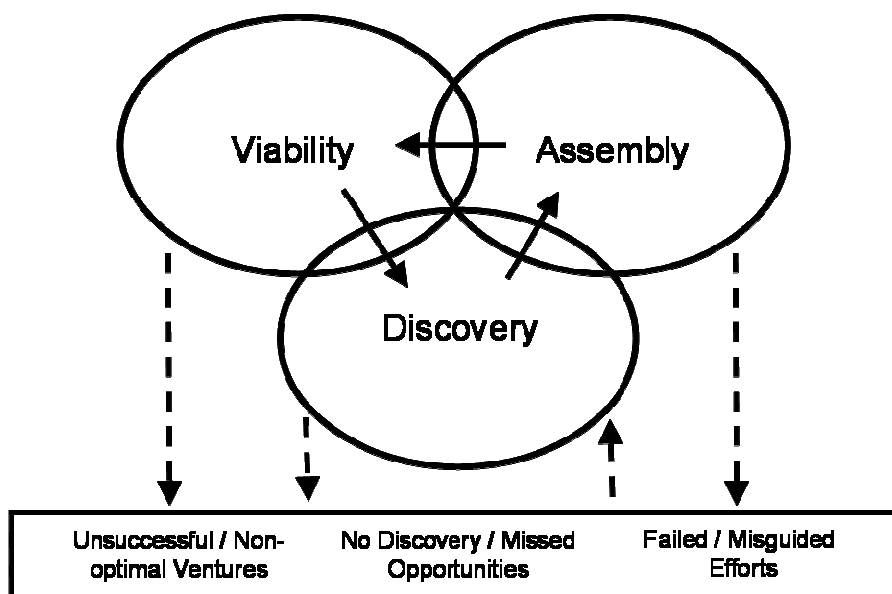 Viability
Assembly
Discovery
Unsuccessful / Non-
optimal Ventures
No Discovery / Missed
Opportunities
Failed / Misguided
Efforts